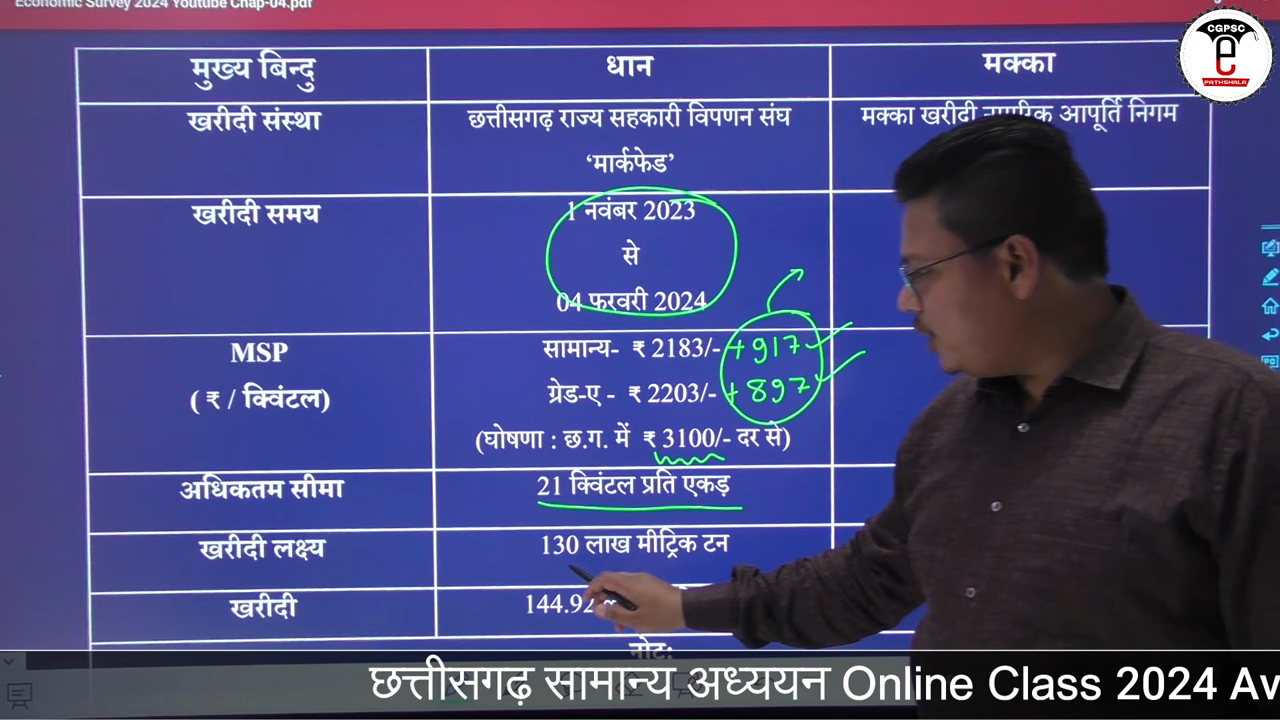 Economic Survey 2024 Youtube Chap-04.pdf
CGPSC
e
PATHSHALA
मुख्य बिन्दु धान मक्का
खरीदी संस्था छत्तीसगढ़ राज्य सहकारी विपणन संघ मक्का खरीदी नागरिक आपूर्ति निगम
‘मार्कफेड’
खरीदी समय 1 नवंबर 2023
से
04 फरवरी 2024
MSP सामान्य- ₹ 2183/- +917
( ₹ / क्विंटल) ग्रेड-ए - ₹ 2203/- +897
(घोषणा : छ.ग. में ₹ 3100/- दर से)
अधिकतम सीमा 21 क्विंटल प्रति एकड़
खरीदी लक्ष्य 130 लाख मीट्रिक टन
खरीदी 144.92
नोट:
छत्तीसगढ़ सामान्य अध्ययन Online Class 2024 Av